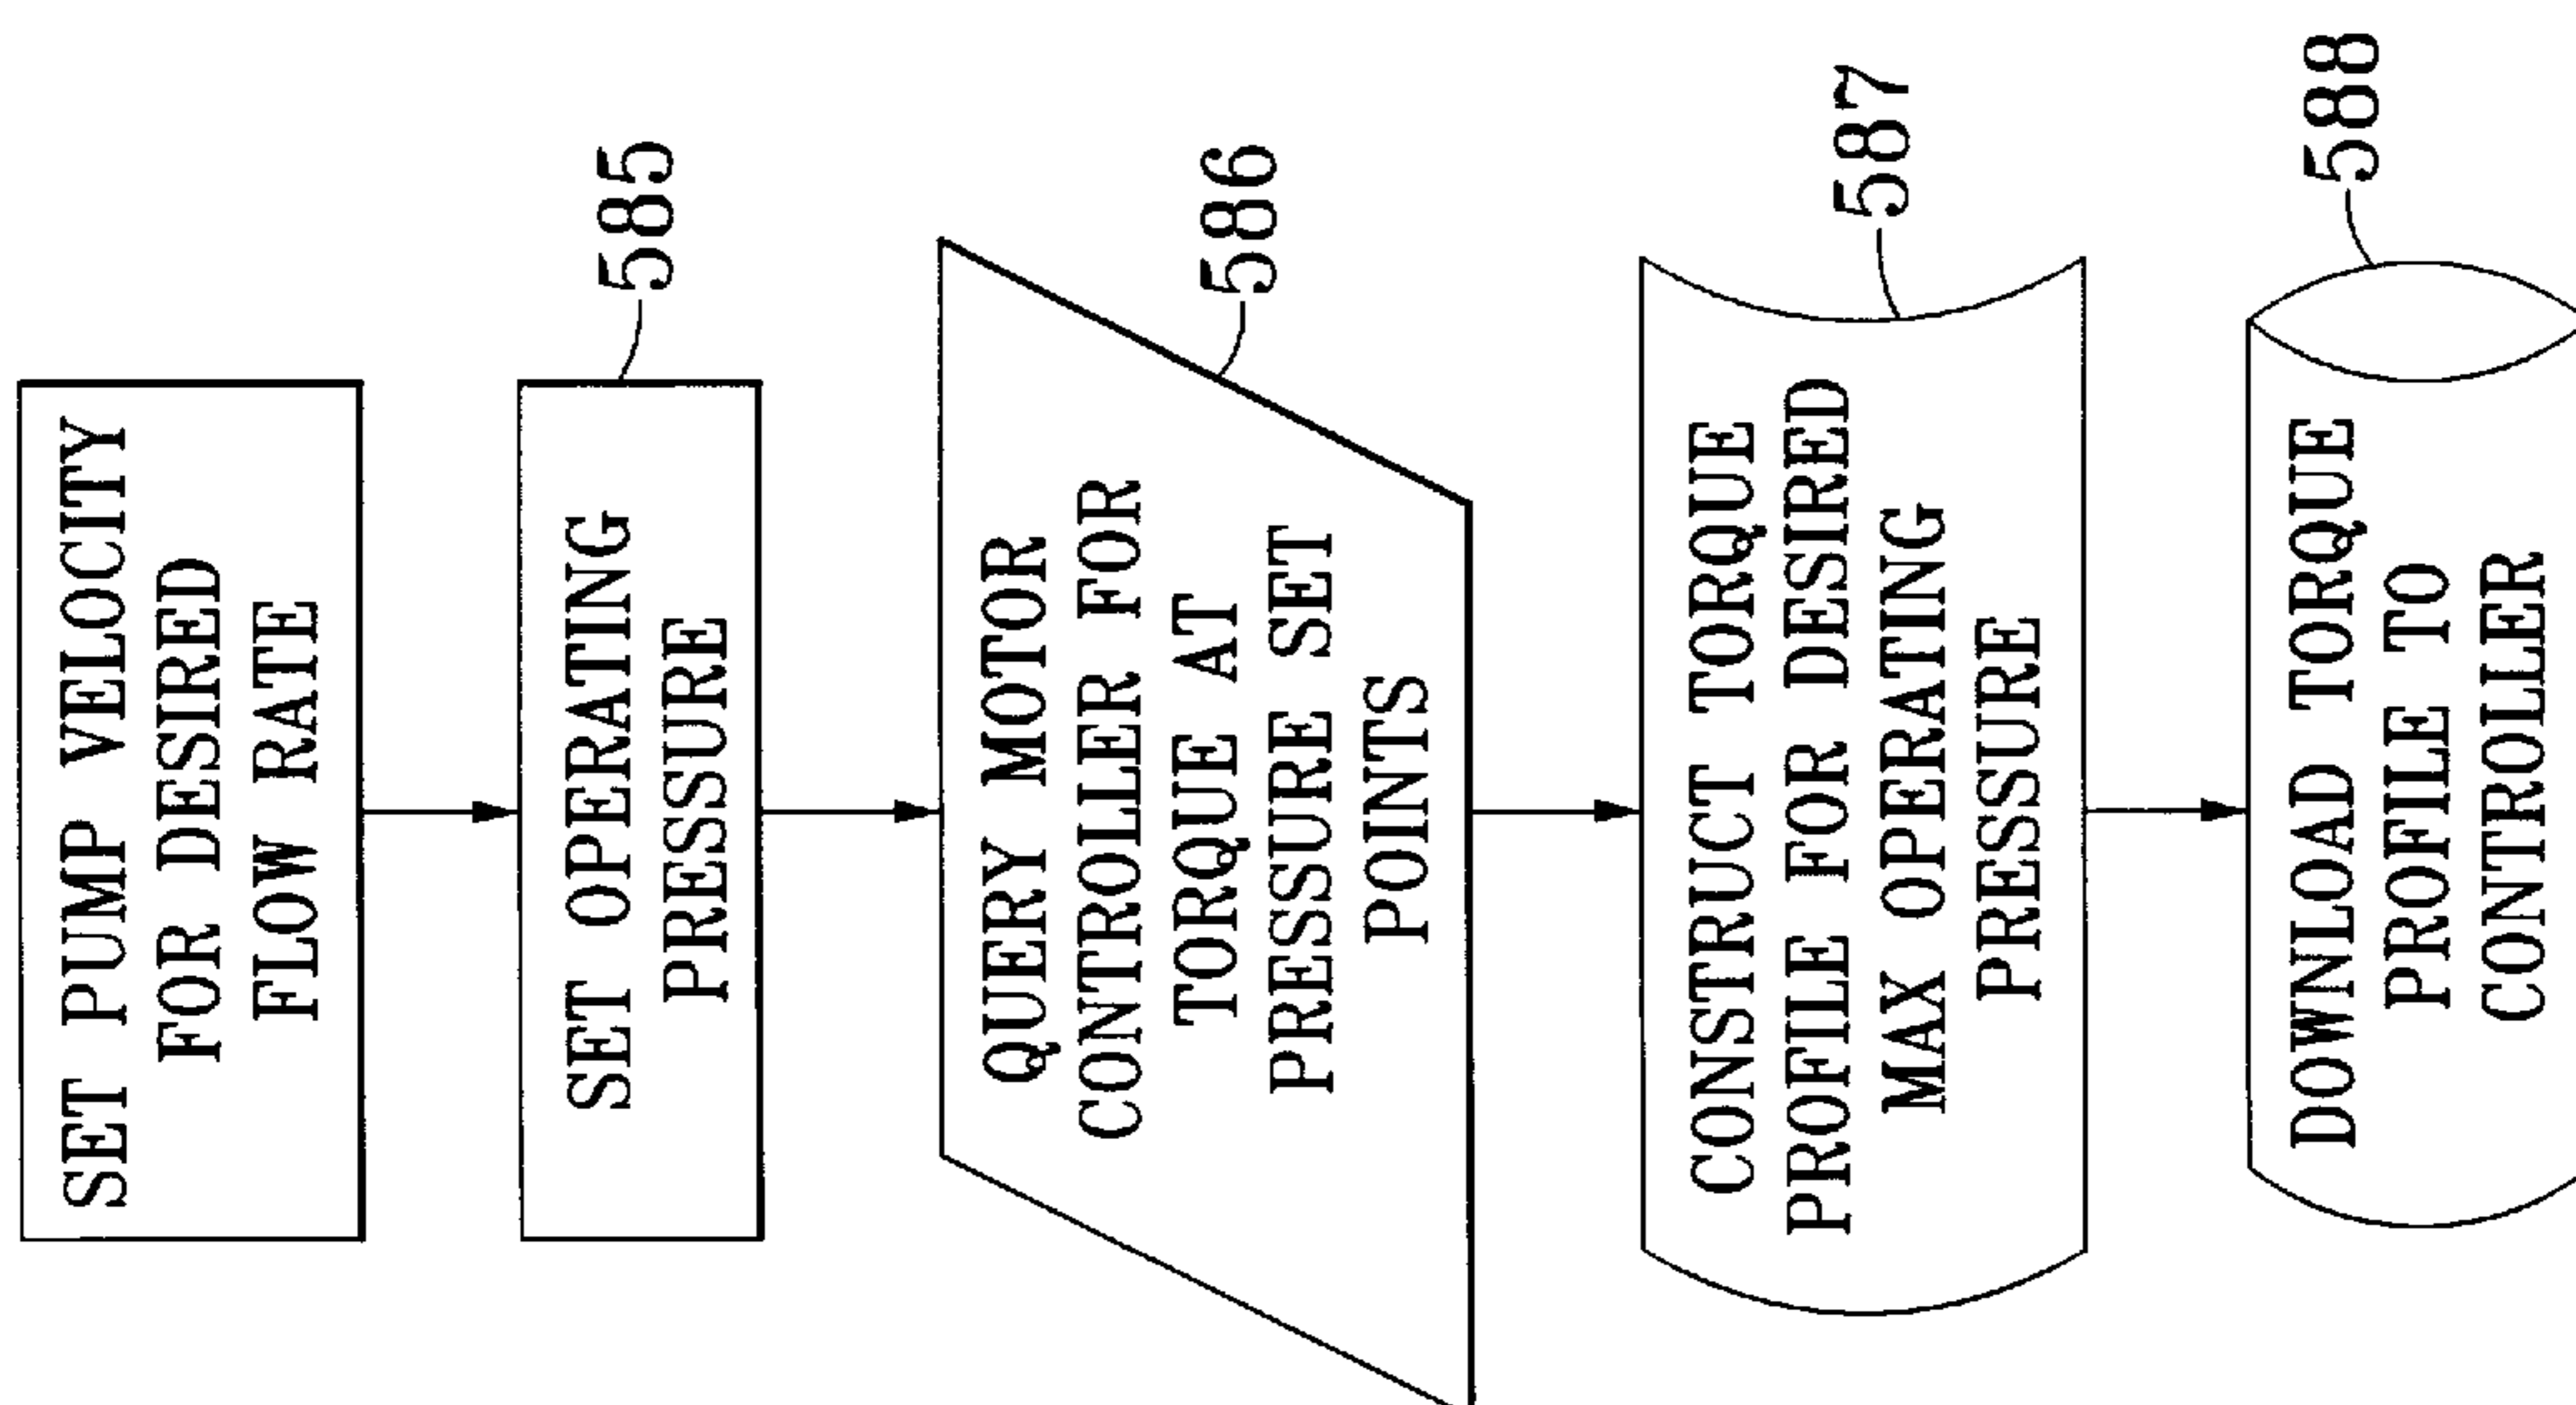 SET PUMP VELOCITY
FOR DESIRED
FLOW RATE
585
SET OPERATING
PRESSURE
586
QUERY MOTOR
CONTROLLER FOR
TORQUE AT
PRESSURE SET
POINTS
587
CONSTRUCT TORQUE
PROFILE FOR DESIRED
MAX OPERATING
PRESSURE
588
DOWNLOAD TORQUE
PROFILE TO
CONTROLLER